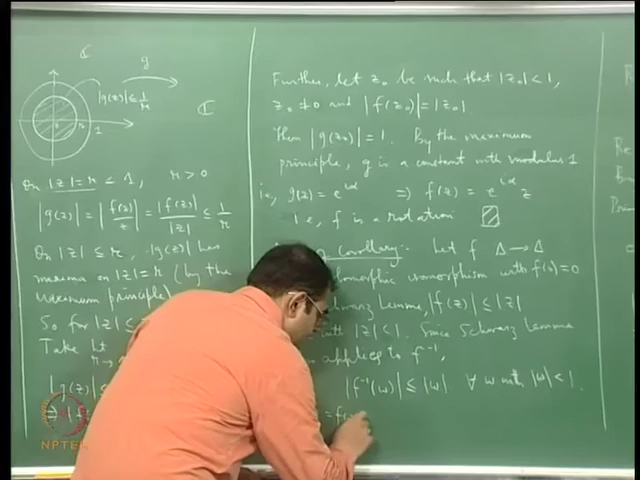 ℂ
g
|g(z)| ≤ 1/r
ℂ
r
1
On |z| = r ≤ 1, r > 0
|g(z)| = |f(z)/z| = |f(z)|/|z| ≤ 1/r
On |z| ≤ r, |g(z)| has
maxima on |z| = r (by the
maximum principle)
So for |z| ≤
Take Lt
|g(z)| ≤
⇒ |f
NPTEL
Further, let z₀ be such that |z₀| < 1,
z₀ ≠ 0 and |f(z₀)| = |z₀|
Then |g(z₀)| = 1. By the maximum
principle, g is a constant with modulus 1
ie, g(z) = e^{iα} ⇒ f(z) = e^{iα} z
ie, f is a rotation
Corollary:- Let f Δ → Δ
holomorphic isomorphism with f(0) = 0
Schwarz Lemma, |f(z)| ≤ |z|
with |z| < 1. Since Schwarz Lemma
applies to f⁻¹,
|f⁻¹(w)| ≤ |w| ∀ w with |w| < 1.
= f(